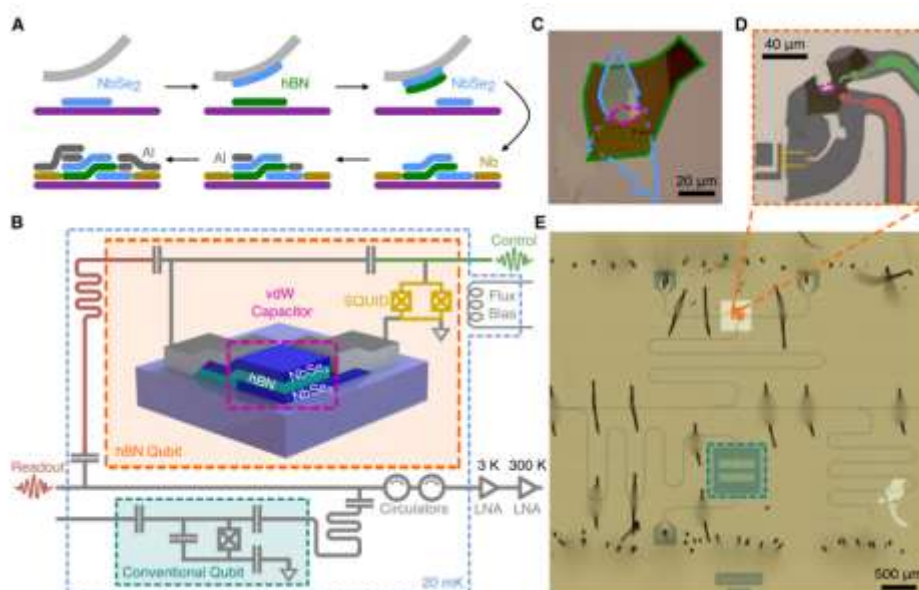 A
NbSe2
hBN
NbSe2
Al
Al
Nb
B
Control
SQUID
Flux
Bias
vdW
Capacitor
NbSe2
hBN
NbSe2
hBN Qubit
Readout
3 K
300 K
Circulators
LNA
LNA
Conventional Qubit
20 mK
C
20 µm
D
40 µm
E
500 µm